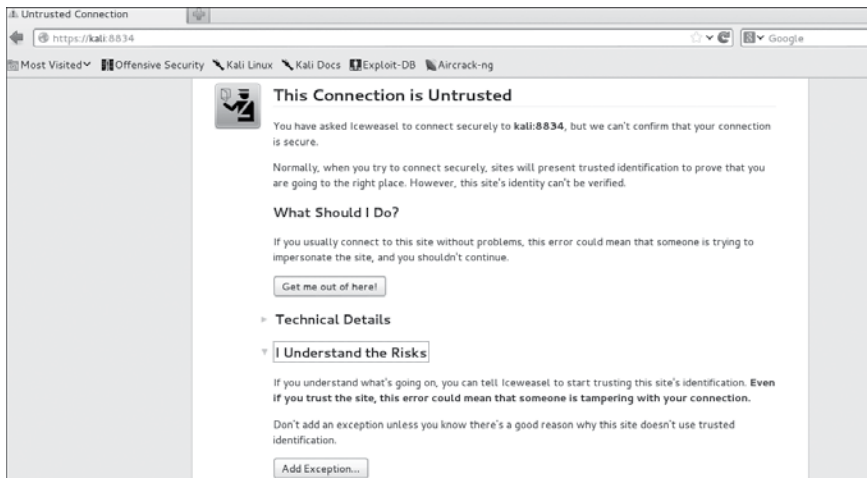 Untrusted Connection
https://kali:8834
Google
Most Visited Offensive Security Kali Linux Kali Docs Exploit-DB Aircrack-ng
This Connection is Untrusted
You have asked Iceweasel to connect securely to kali:8834, but we can't confirm that your connection
is secure.
Normally, when you try to connect securely, sites will present trusted identification to prove that you
are going to the right place. However, this site's identity can't be verified.
What Should I Do?
If you usually connect to this site without problems, this error could mean that someone is trying to
impersonate the site, and you shouldn't continue.
Get me out of here!
Technical Details
I Understand the Risks
If you understand what's going on, you can tell Iceweasel to start trusting this site's identification. Even
if you trust the site, this error could mean that someone is tampering with your connection.
Don't add an exception unless you know there's a good reason why this site doesn't use trusted
identification.
Add Exception...